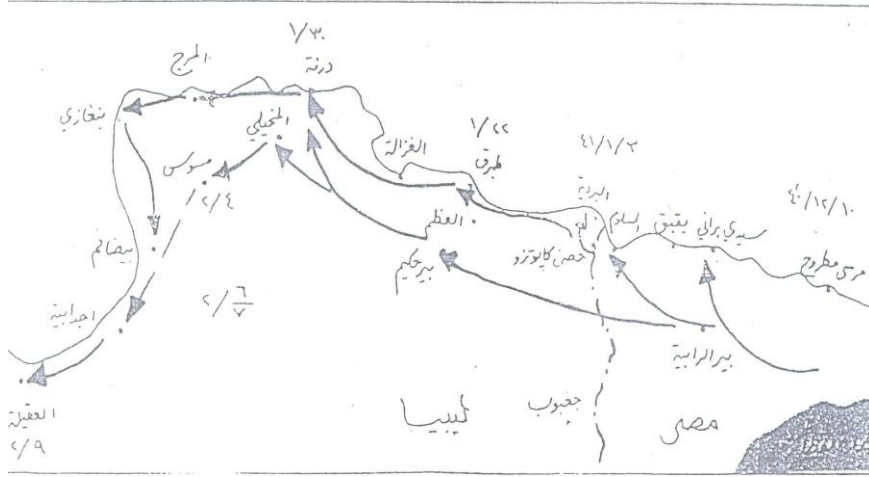 ١/٣٠
المرج
درنة
بنغازي
المخيلي
١/٢٢
طبرق
الغزالة
٤١/١/٣
البردية
٤٠/١٢/١٠
مسوس
٢/٤
العظم
السلوم
بقبق
سيدي براني
مرسى مطروح
حصن كابوتزو
بيضافم
بيرحكيم
اجدابية
٢/٦/٧
بير الرابية
العقيلة
٢/٩
ليبيا
جغبوب
مصر